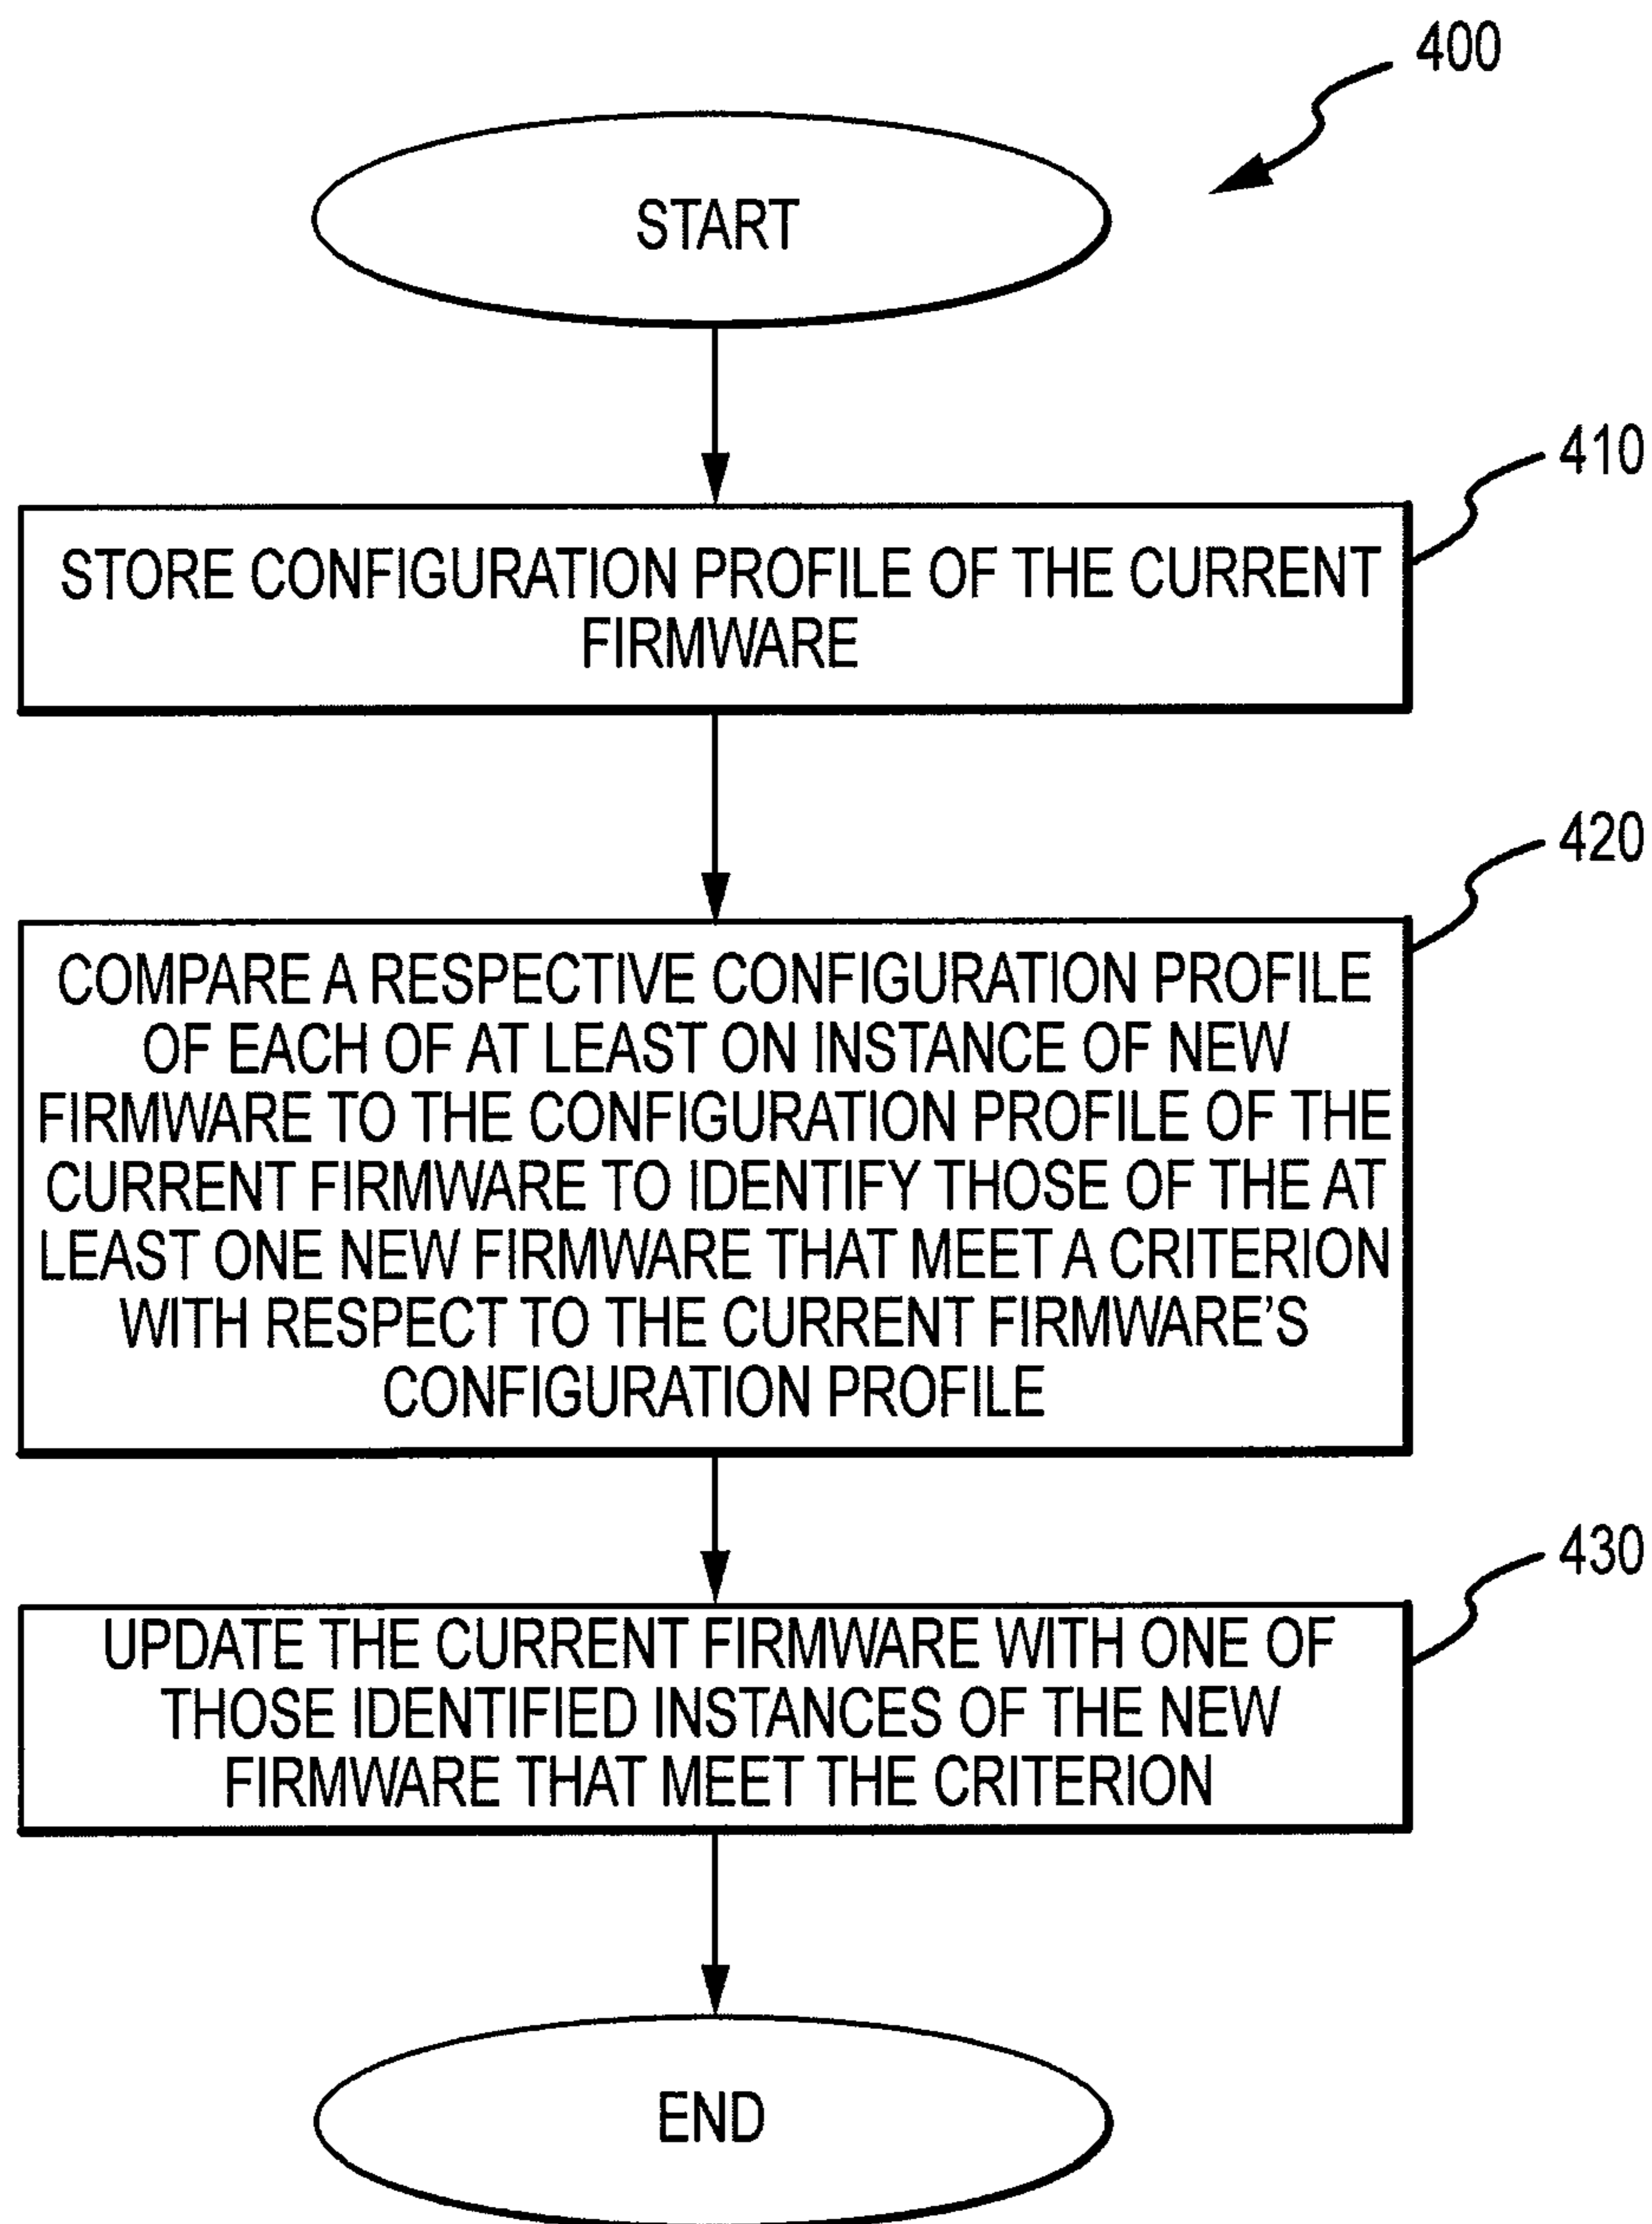 400
START
410
STORE CONFIGURATION PROFILE OF THE CURRENT
FIRMWARE
420
COMPARE A RESPECTIVE CONFIGURATION PROFILE
OF EACH OF AT LEAST ON INSTANCE OF NEW
FIRMWARE TO THE CONFIGURATION PROFILE OF THE
CURRENT FIRMWARE TO IDENTIFY THOSE OF THE AT
LEAST ONE NEW FIRMWARE THAT MEET A CRITERION
WITH RESPECT TO THE CURRENT FIRMWARE'S
CONFIGURATION PROFILE
430
UPDATE THE CURRENT FIRMWARE WITH ONE OF
THOSE IDENTIFIED INSTANCES OF THE NEW
FIRMWARE THAT MEET THE CRITERION
END